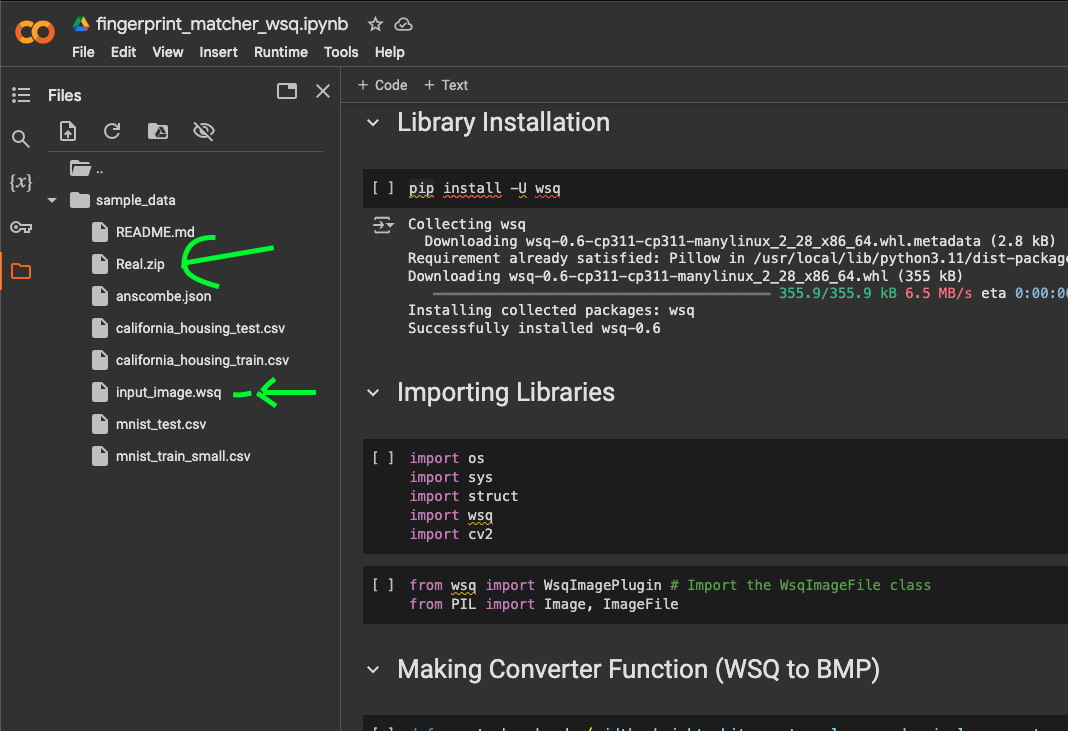 fingerprint_matcher_wsq.ipynb
File Edit View Insert Runtime Tools Help
Files
+ Code + Text
{x}
..
sample_data
README.md
Real.zip
anscombe.json
california_housing_test.csv
california_housing_train.csv
input_image.wsq
mnist_test.csv
mnist_train_small.csv
Library Installation
[ ] pip install -U wsq
Collecting wsq
Downloading wsq-0.6-cp311-cp311-manylinux_2_28_x86_64.whl.metadata (2.8 kB)
Requirement already satisfied: Pillow in /usr/local/lib/python3.11/dist-package
Downloading wsq-0.6-cp311-cp311-manylinux_2_28_x86_64.whl (355 kB)
355.9/355.9 kB 6.5 MB/s eta 0:00:00
Installing collected packages: wsq
Successfully installed wsq-0.6
Importing Libraries
[ ] import os
import sys
import struct
import wsq
import cv2
[ ] from wsq import WsqImagePlugin # Import the WsqImageFile class
from PIL import Image, ImageFile
Making Converter Function (WSQ to BMP)